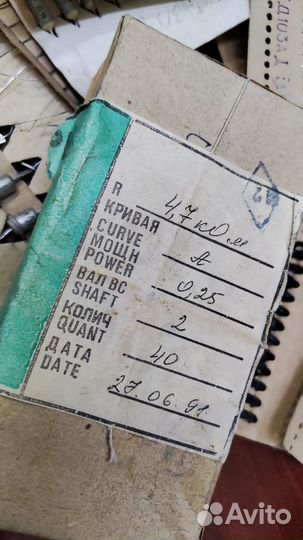 R 4,7 кОм
КРИВАЯ
CURVE A
МОЩН
POWER 0,25
ВАЛ ВС
SHAFT 2
КОЛИЧ
QUANT 40
ДАТА
DATE 27.06.91
Avito